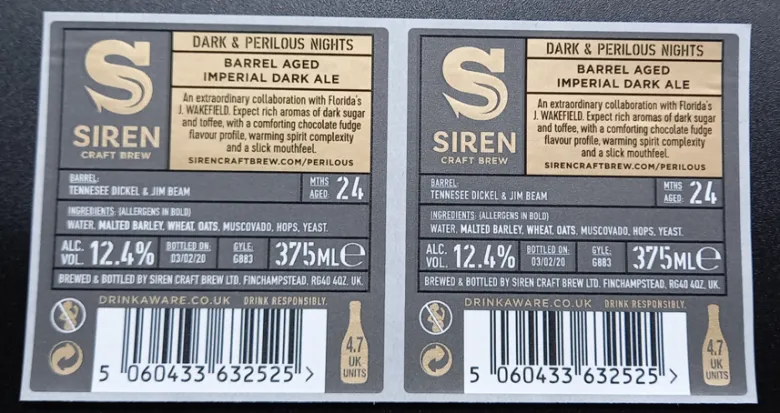 SIREN
CRAFT BREW
DARK & PERILOUS NIGHTS
BARREL AGED
IMPERIAL DARK ALE
An extraordinary collaboration with Florida's
J. WAKEFIELD. Expect rich aromas of dark sugar
and toffee, with a comforting chocolate fudge
flavour profile, warming spirit complexity
and a slick mouthfeel.
SIRENCRAFTBREW.COM/PERILOUS
BARREL:
TENNESEE DICKEL & JIM BEAM
MTHS
AGED: 24
INGREDIENTS: (ALLERGENS IN BOLD)
WATER, MALTED BARLEY, WHEAT, OATS, MUSCOVADO, HOPS, YEAST.
ALC.
VOL. 12.4%
BOTTLED ON:
03/02/20
GYLE:
G883
375MLe
BREWED & BOTTLED BY SIREN CRAFT BREW LTD. FINCHAMPSTEAD, RG40 4QZ. UK.
DRINKAWARE.CO.UK DRINK RESPONSIBLY.
5 060433 632525 >
4.7
UK
UNITS
SIREN
CRAFT BREW
DARK & PERILOUS NIGHTS
BARREL AGED
IMPERIAL DARK ALE
An extraordinary collaboration with Florida's
J. WAKEFIELD. Expect rich aromas of dark sugar
and toffee, with a comforting chocolate fudge
flavour profile, warming spirit complexity
and a slick mouthfeel.
SIRENCRAFTBREW.COM/PERILOUS
BARREL:
TENNESEE DICKEL & JIM BEAM
MTHS
AGED: 24
INGREDIENTS: (ALLERGENS IN BOLD)
WATER, MALTED BARLEY, WHEAT, OATS, MUSCOVADO, HOPS, YEAST.
ALC.
VOL. 12.4%
BOTTLED ON:
03/02/20
GYLE:
G883
375MLe
BREWED & BOTTLED BY SIREN CRAFT BREW LTD. FINCHAMPSTEAD, RG40 4QZ. UK.
DRINKAWARE.CO.UK DRINK RESPONSIBLY.
5 060433 632525 >
4.7
UK
UNITS